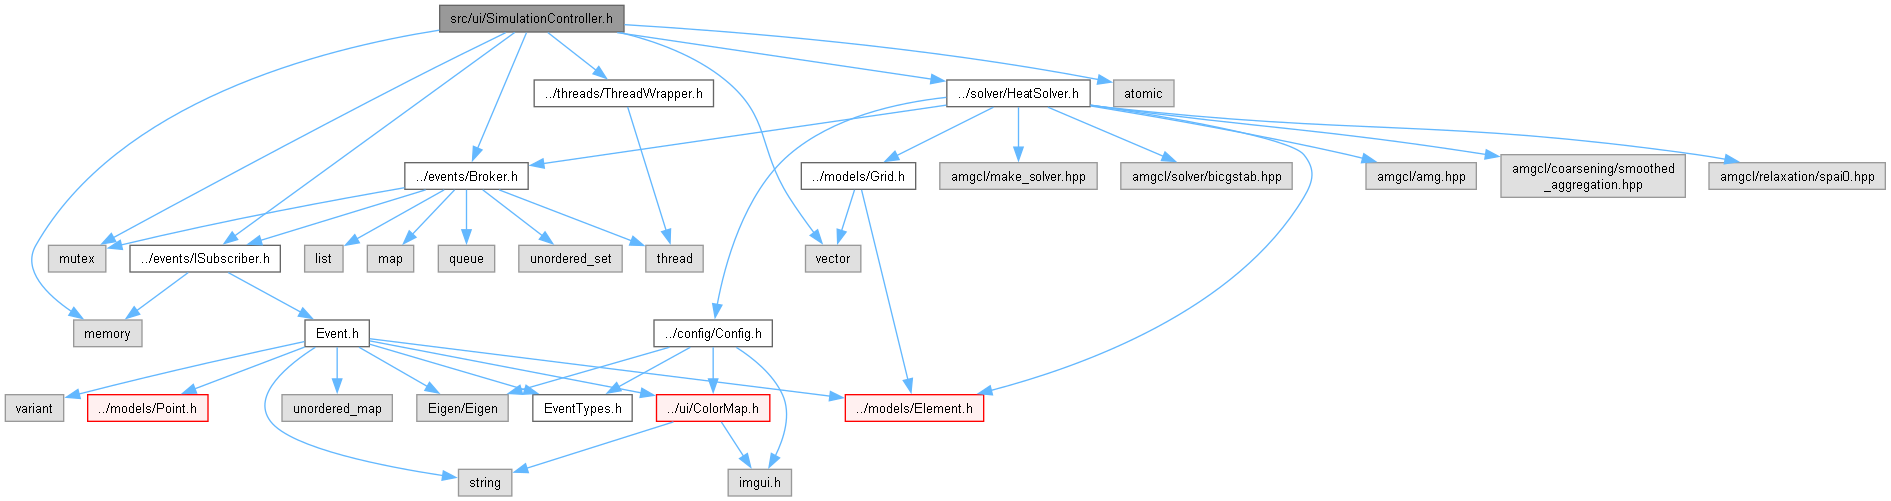 src/ui/SimulationController.h
../threads/ThreadWrapper.h
../solver/HeatSolver.h
atomic
../events/Broker.h
../models/Grid.h
amgcl/make_solver.hpp
amgcl/solver/bicgstab.hpp
amgcl/amg.hpp
amgcl/coarsening/smoothed
_aggregation.hpp
amgcl/relaxation/spai0.hpp
mutex
../events/ISubscriber.h
list
map
queue
unordered_set
thread
vector
memory
Event.h
../config/Config.h
variant
../models/Point.h
unordered_map
Eigen/Eigen
EventTypes.h
../ui/ColorMap.h
../models/Element.h
string
imgui.h